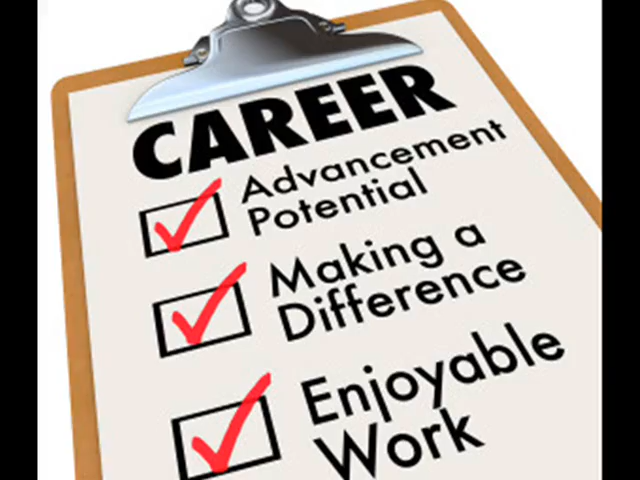 CAREER
Advancement
Potential
Making a
Difference
Enjoyable
Work